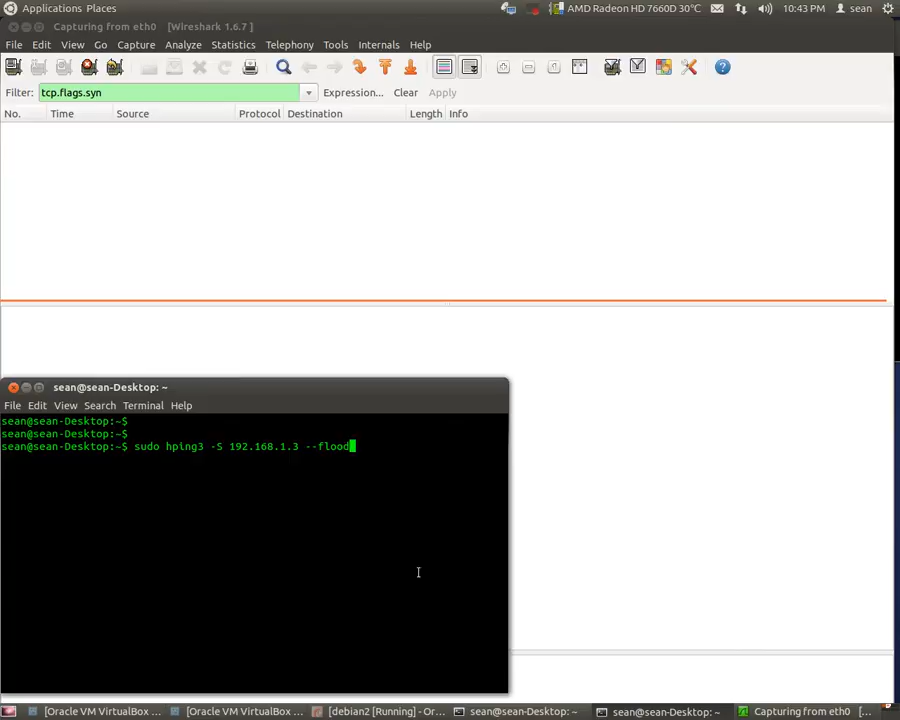 Applications Places AMD Radeon HD 7660D 30°C 10:43 PM sean
Capturing from eth0 [Wireshark 1.6.7 ]
File Edit View Go Capture Analyze Statistics Telephony Tools Internals Help
Filter: tcp.flags.syn Expression... Clear Apply
No. Time Source Protocol Destination Length Info
sean@sean-Desktop: ~
File Edit View Search Terminal Help
sean@sean-Desktop:~$
sean@sean-Desktop:~$
sean@sean-Desktop:~$ sudo hping3 -S 192.168.1.3 --flood
[Oracle VM VirtualBox ... [Oracle VM VirtualBox ... [debian2 [Running] - Or... sean@sean-Desktop: ~ sean@sean-Desktop: ~ Capturing from eth0 [...